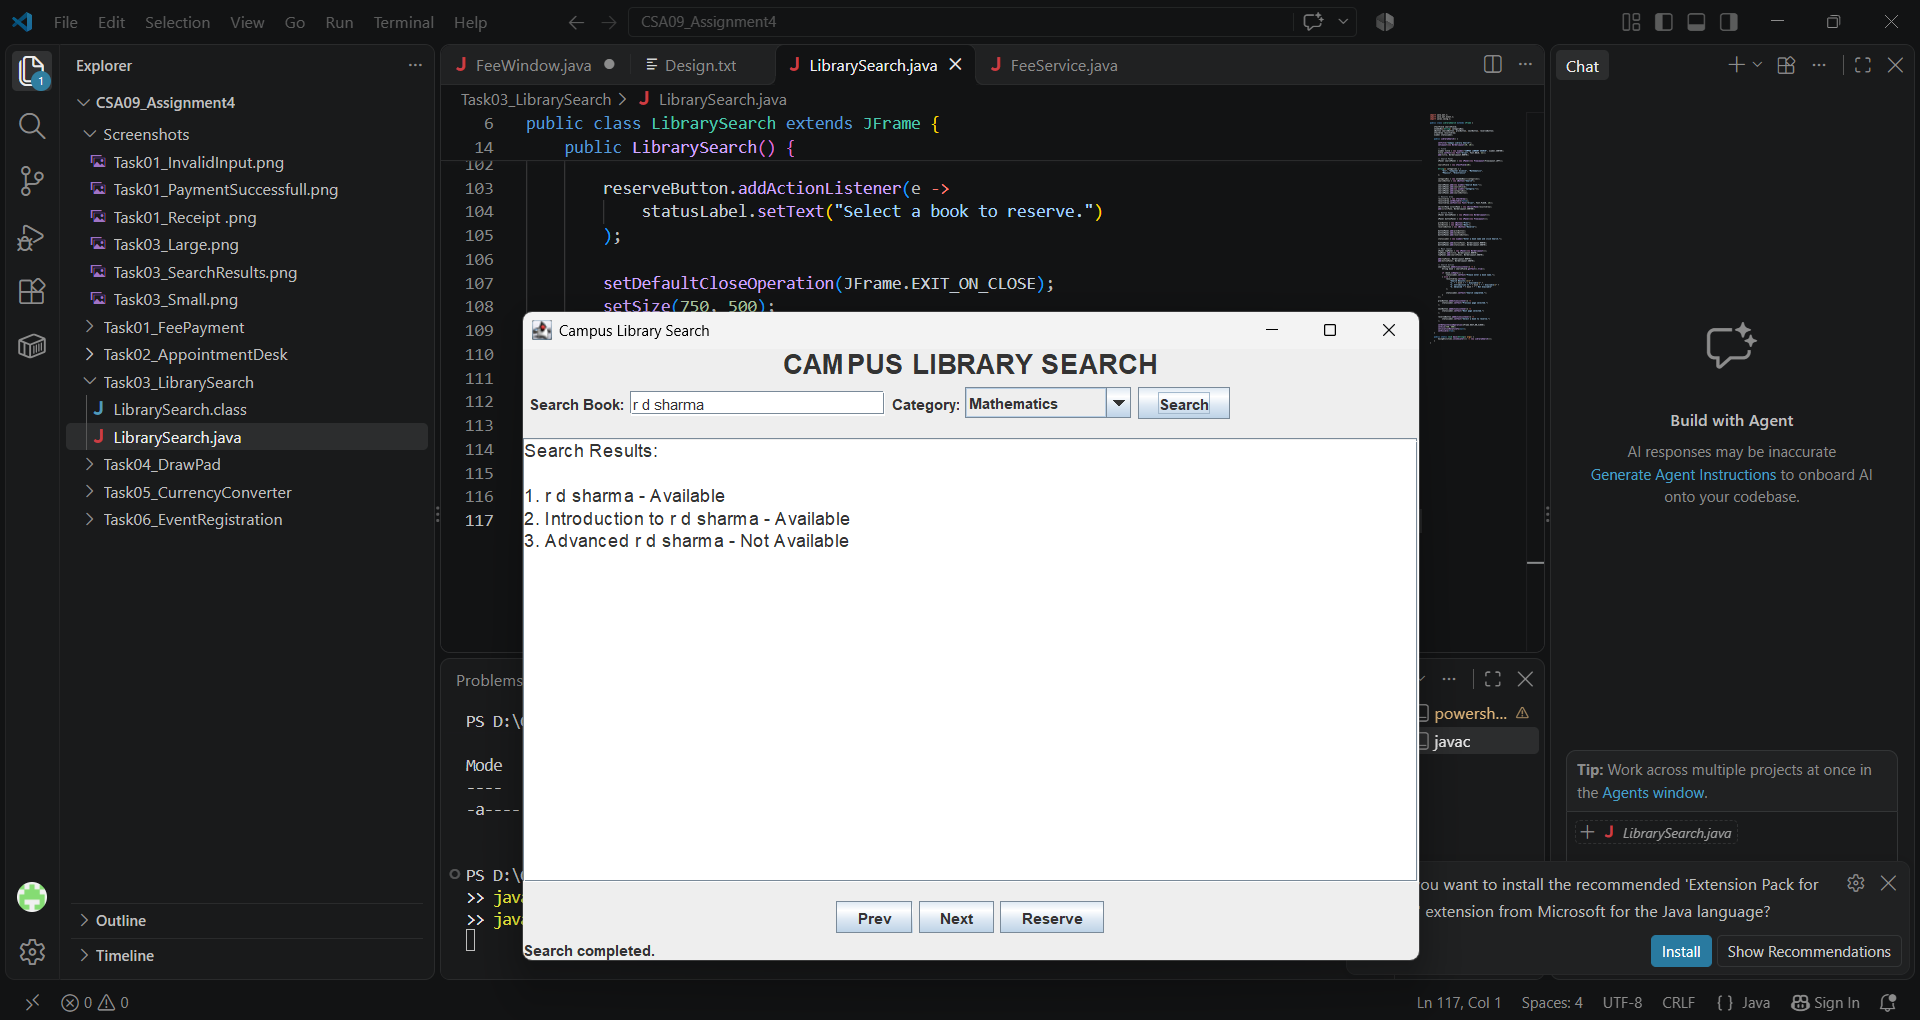 File Edit Selection View Go Run Terminal Help
CSA09_Assignment4
Explorer
CSA09_Assignment4
Screenshots
Task01_InvalidInput.png
Task01_PaymentSuccessfull.png
Task01_Receipt .png
Task03_Large.png
Task03_SearchResults.png
Task03_Small.png
Task01_FeePayment
Task02_AppointmentDesk
Task03_LibrarySearch
LibrarySearch.class
LibrarySearch.java
Task04_DrawPad
Task05_CurrencyConverter
Task06_EventRegistration
Outline
Timeline
FeeWindow.java Design.txt LibrarySearch.java FeeService.java
Task03_LibrarySearch > LibrarySearch.java
6 public class LibrarySearch extends JFrame {
14 public LibrarySearch() {
102
103 reserveButton.addActionListener(e ->
104 statusLabel.setText("Select a book to reserve.")
105 );
106
107 setDefaultCloseOperation(JFrame.EXIT_ON_CLOSE);
108 setSize(750, 500);
109
110
111
112
113
114
115
116
117
Campus Library Search
CAMPUS LIBRARY SEARCH
Search Book: r d sharma Category: Mathematics Search
Search Results:
1. r d sharma - Available
2. Introduction to r d sharma - Available
3. Advanced r d sharma - Not Available
Prev Next Reserve
Search completed.
Problems
PS D:\
Mode
----
-a----
PS D:\
>> java
>> java
powersh...
javac
Chat
Build with Agent
AI responses may be inaccurate
Generate Agent Instructions to onboard AI
onto your codebase.
Tip: Work across multiple projects at once in
the Agents window.
LibrarySearch.java
ou want to install the recommended 'Extension Pack for
' extension from Microsoft for the Java language?
Install Show Recommendations
0 0
Ln 117, Col 1 Spaces: 4 UTF-8 CRLF {} Java Sign In
1